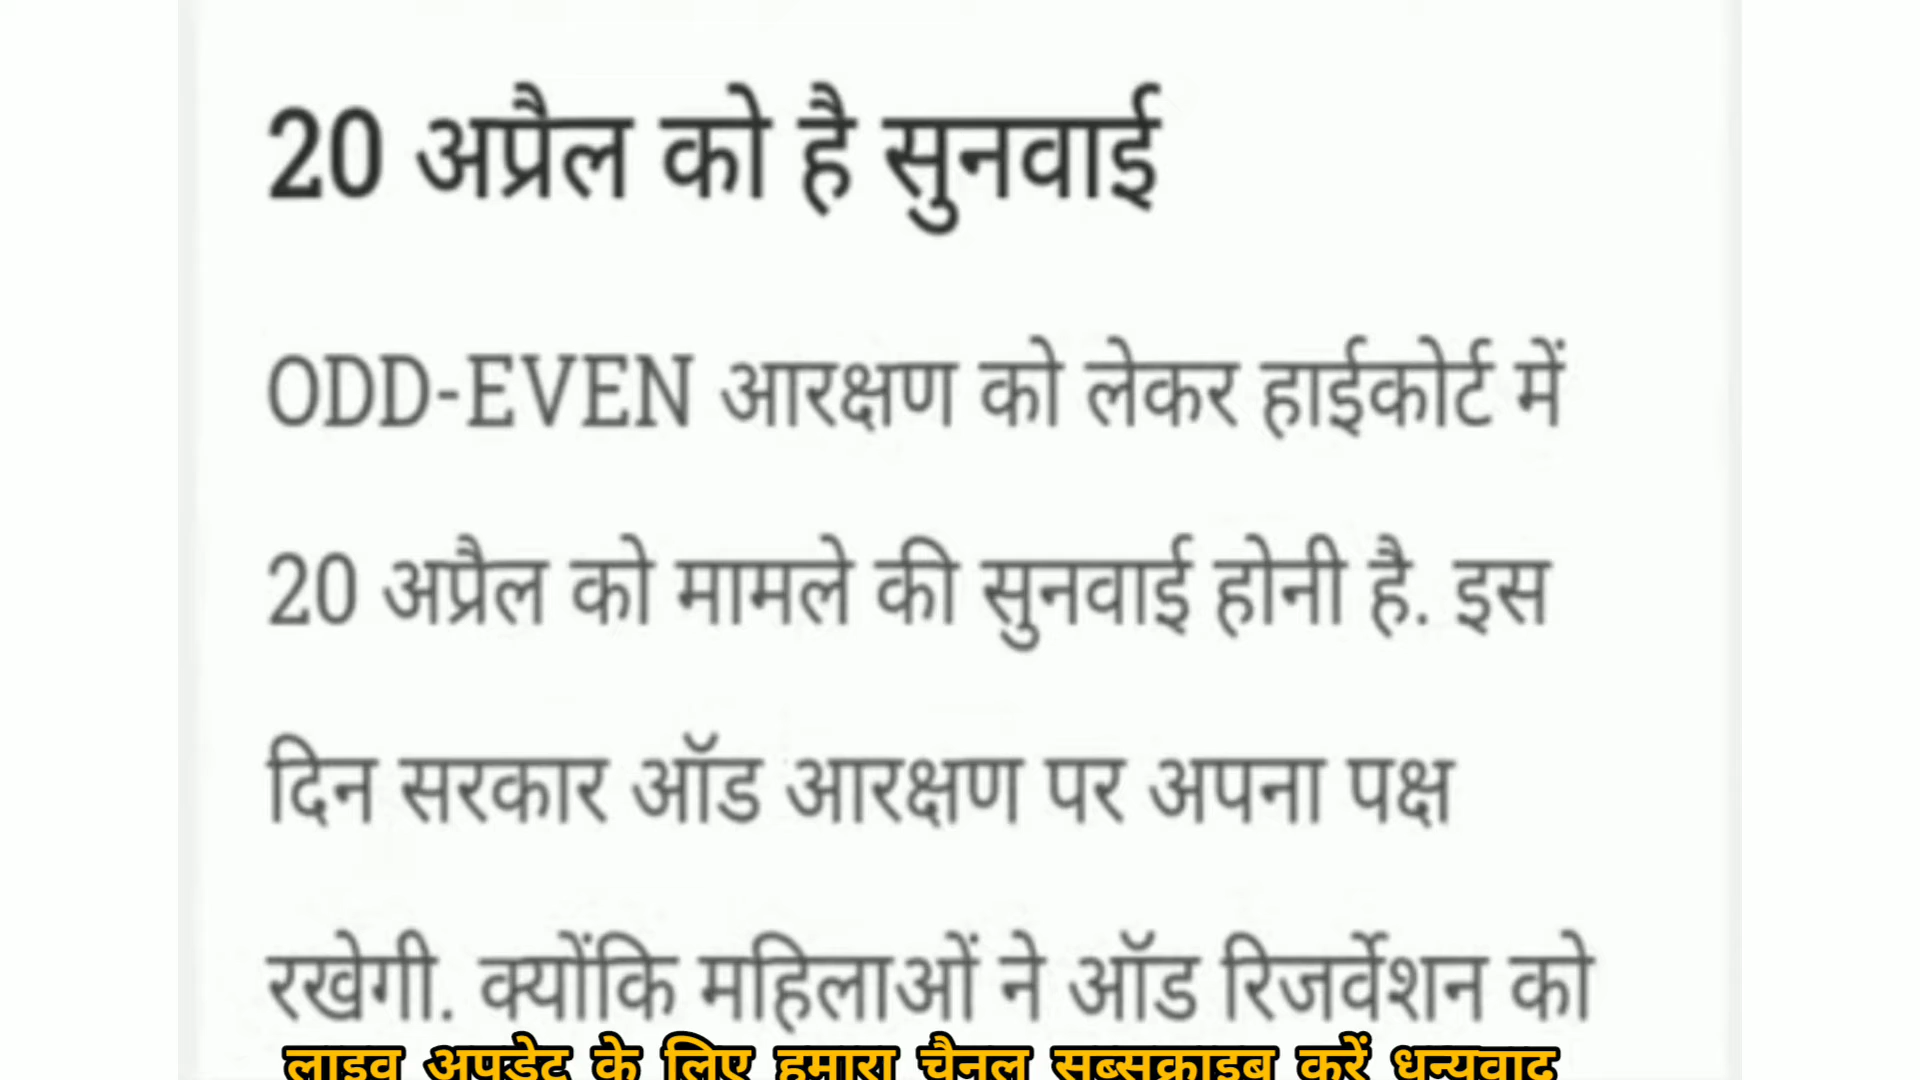 20 अप्रैल को है सुनवाई
ODD-EVEN आरक्षण को लेकर हाईकोर्ट में
20 अप्रैल को मामले की सुनवाई होनी है. इस
दिन सरकार ऑड आरक्षण पर अपना पक्ष
रखेगी. क्योंकि महिलाओं ने ऑड रिजर्वेशन को
लाइव अपडेट के लिए हमारा चैनल सब्सक्राइब करें धन्यवाद